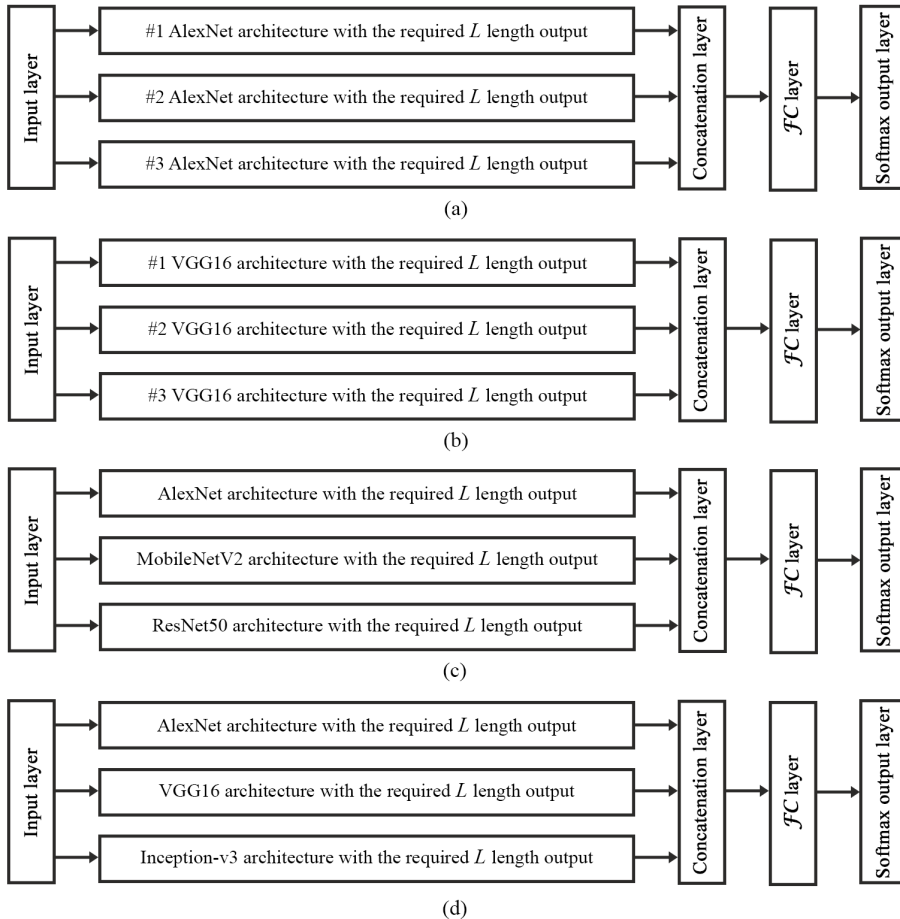 Input layer
#1 AlexNet architecture with the required L length output
#2 AlexNet architecture with the required L length output
#3 AlexNet architecture with the required L length output
Concatenation layer
FC layer
Softmax output layer
(a)
Input layer
#1 VGG16 architecture with the required L length output
#2 VGG16 architecture with the required L length output
#3 VGG16 architecture with the required L length output
Concatenation layer
FC layer
Softmax output layer
(b)
Input layer
AlexNet architecture with the required L length output
MobileNetV2 architecture with the required L length output
ResNet50 architecture with the required L length output
Concatenation layer
FC layer
Softmax output layer
(c)
Input layer
AlexNet architecture with the required L length output
VGG16 architecture with the required L length output
Inception-v3 architecture with the required L length output
Concatenation layer
FC layer
Softmax output layer
(d)